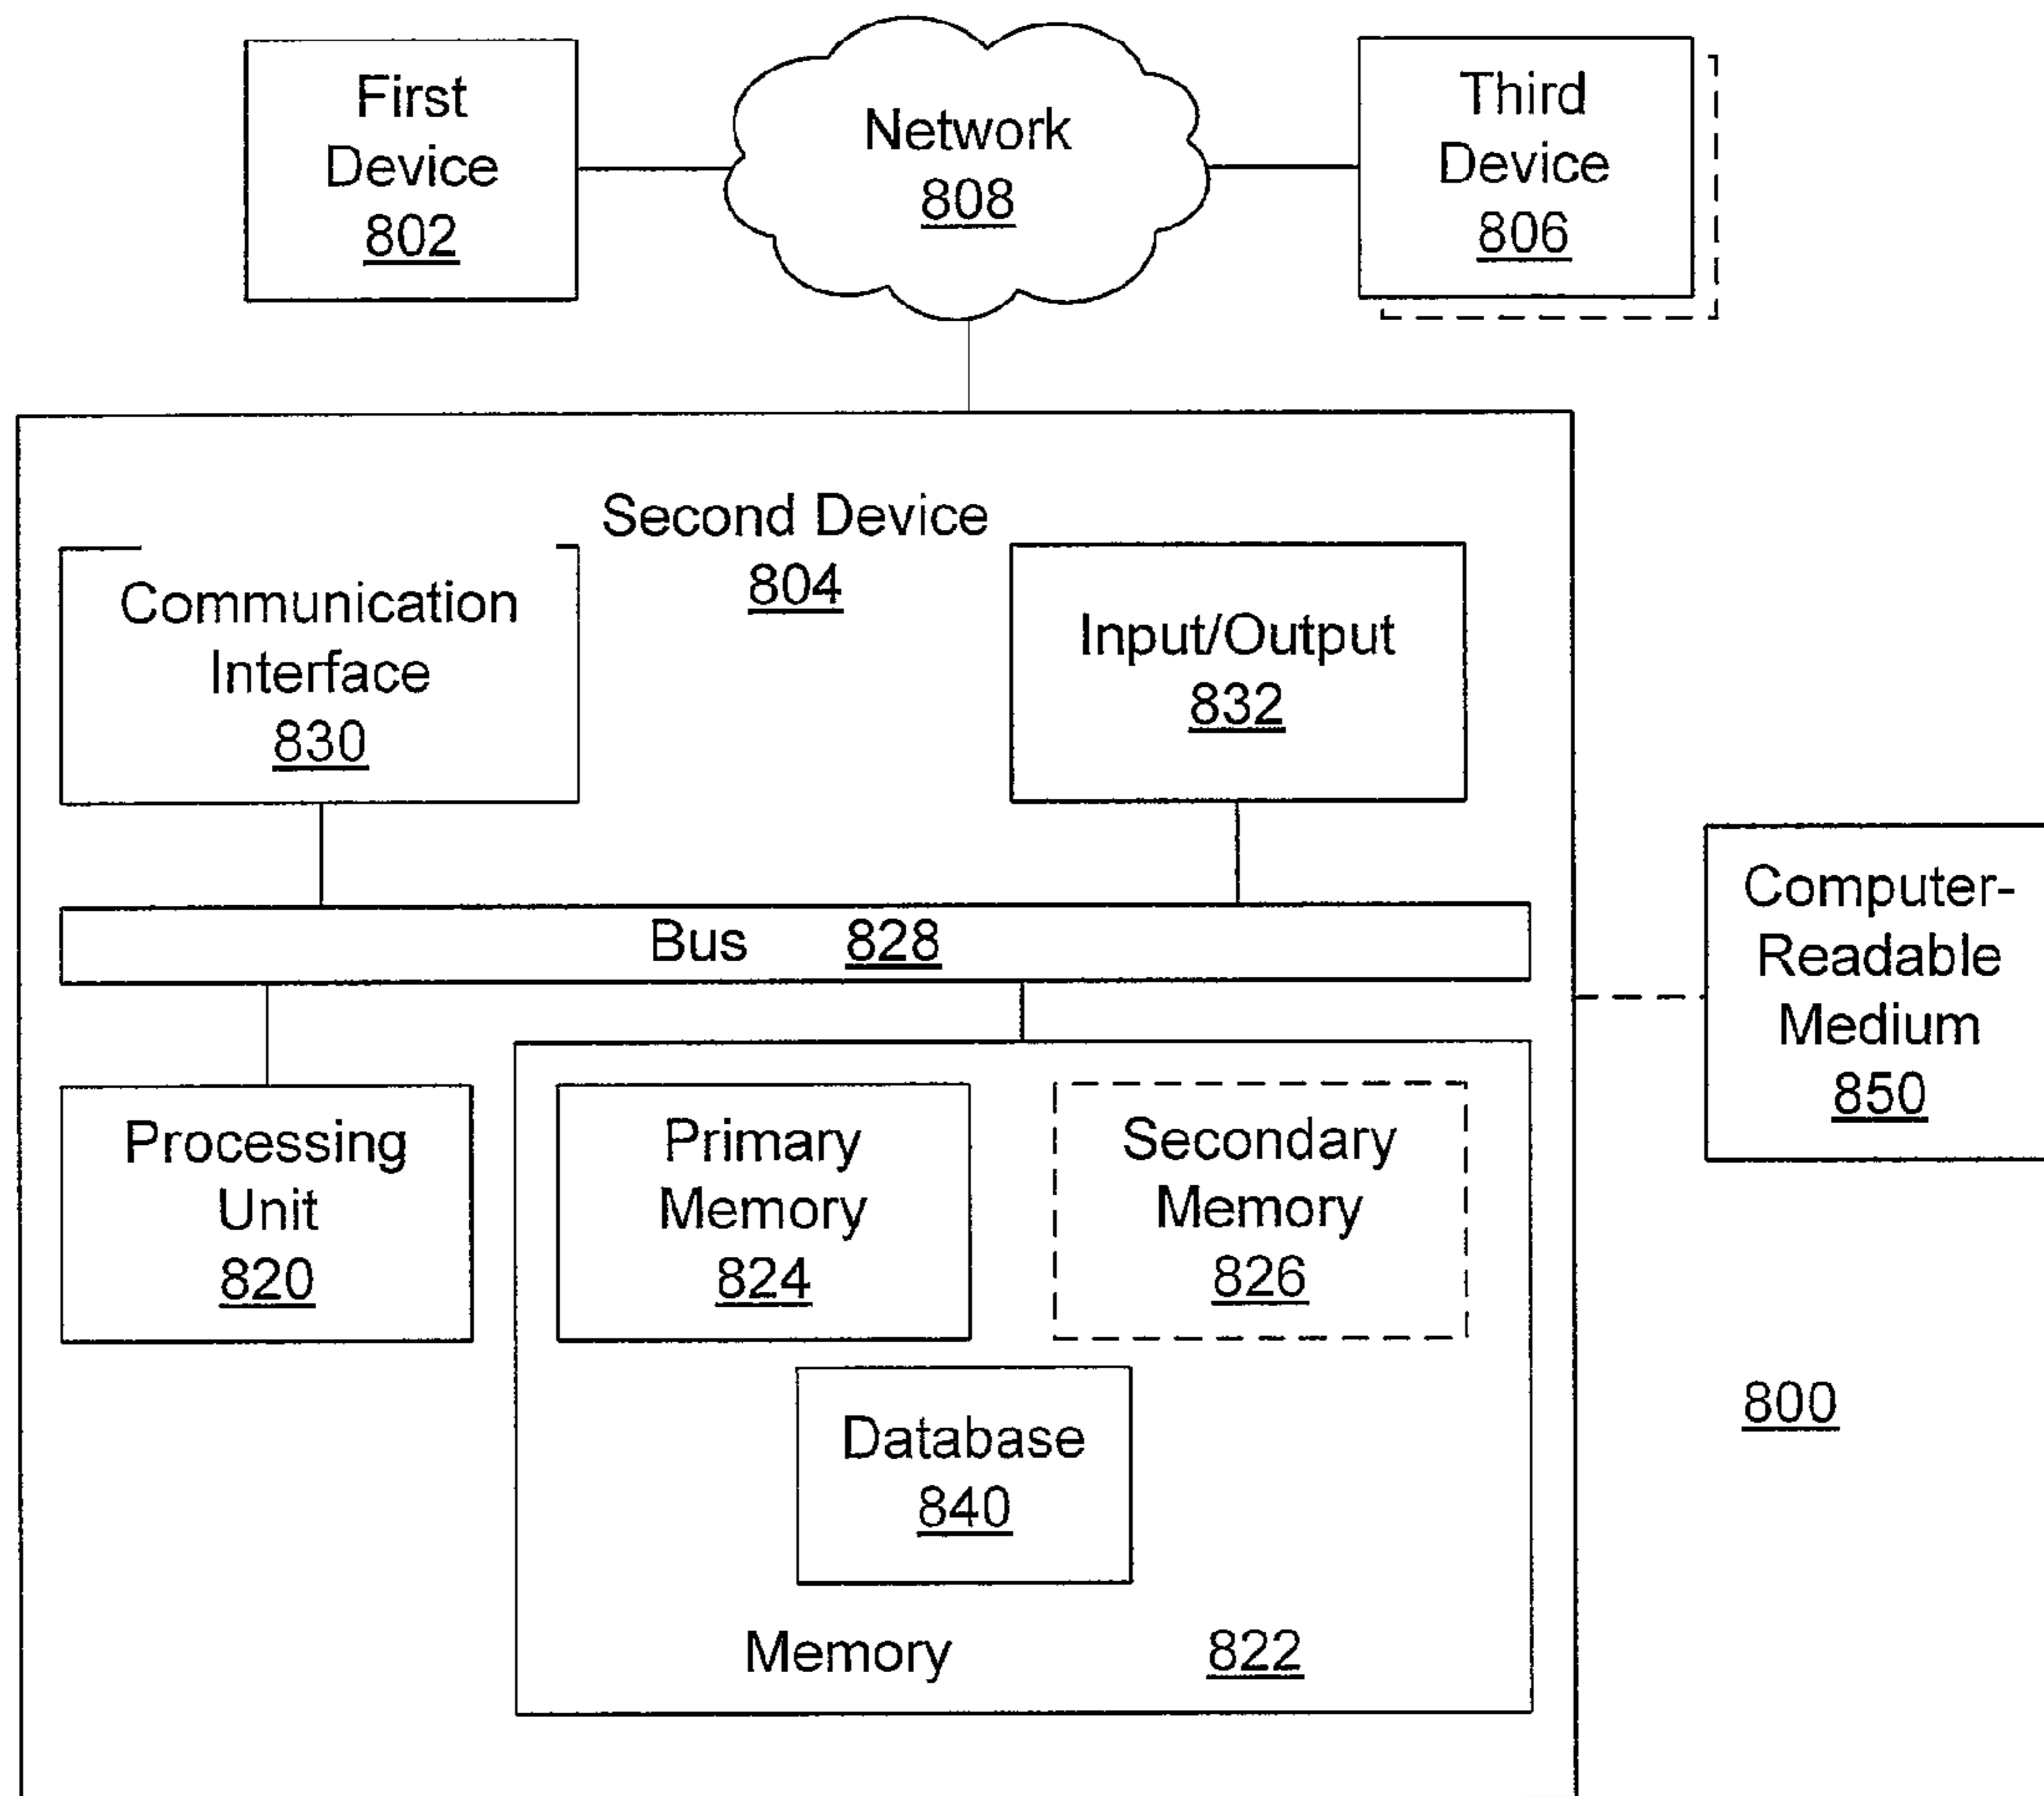 First
Device
802
Network
808
Third
Device
806
Second Device
804
Communication
Interface
830
Input/Output
832
Bus 828
Computer-
Readable
Medium
850
Processing
Unit
820
Primary
Memory
824
Secondary
Memory
826
Database
840
Memory 822
800